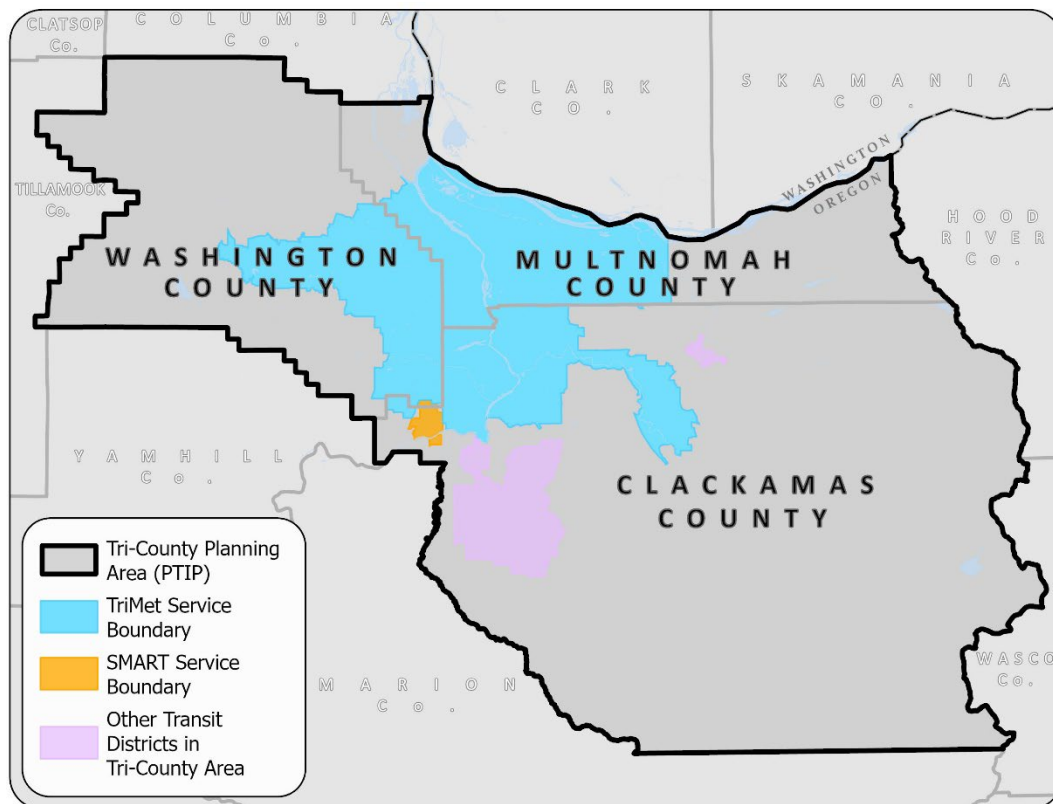 CLATSOP
Co.
COLUMBIA
Co.
CLARK
CO.
SKAMANIA
CO.
WASHINGTON
OREGON
TILLAMOOK
Co.
HOOD
RIVER
Co.
WASHINGTON
COUNTY
MULTNOMAH
COUNTY
YAMHILL
Co.
CLACKAMAS
COUNTY
MARION
Co.
WASCO
Co.
Tri-County Planning
Area (PTIP)
TriMet Service
Boundary
SMART Service
Boundary
Other Transit
Districts in
Tri-County Area